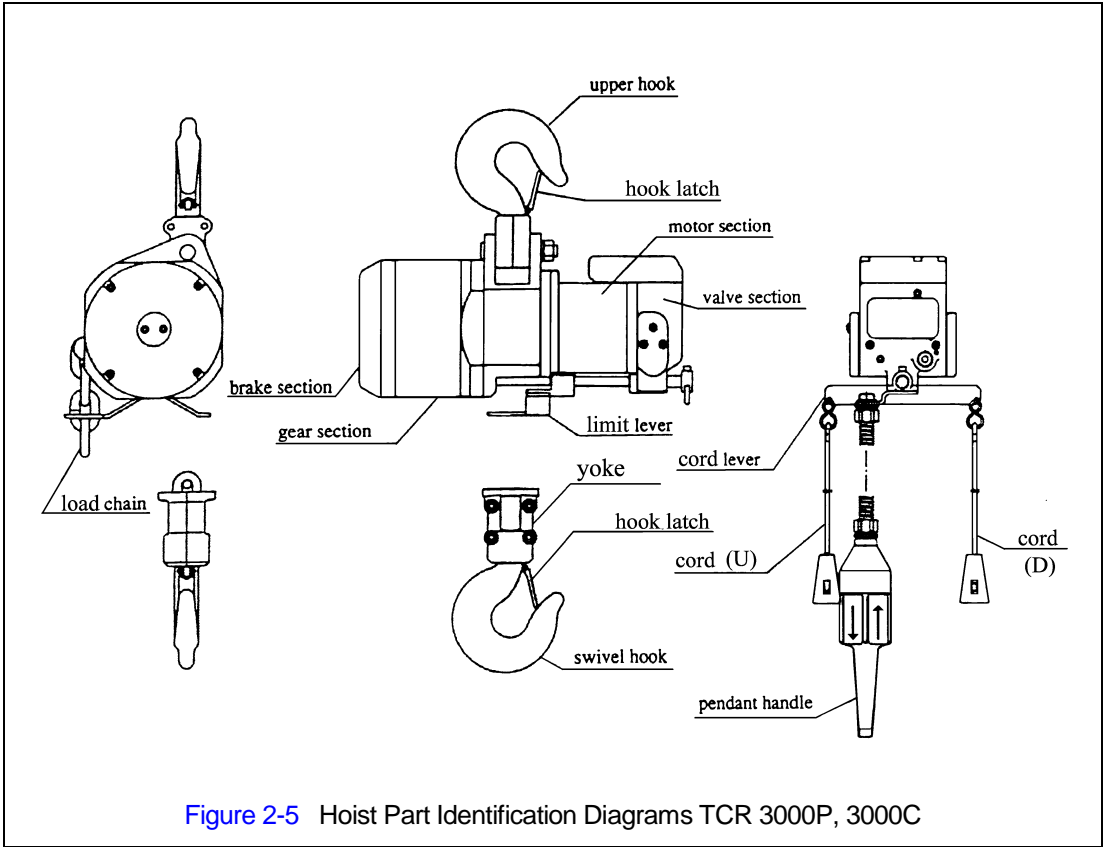 upper hook
hook latch
motor section
valve section
brake section
gear section
limit lever
cord lever
load chain
yoke
hook latch
cord (U)
cord
(D)
swivel hook
pendant handle
Figure 2-5 Hoist Part Identification Diagrams TCR 3000P, 3000C